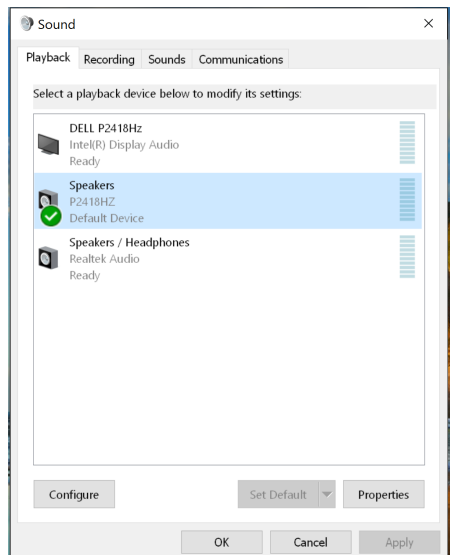 Sound
Playback Recording Sounds Communications
Select a playback device below to modify its settings:
DELL P2418Hz
Intel(R) Display Audio
Ready
Speakers
P2418HZ
Default Device
Speakers / Headphones
Realtek Audio
Ready
Configure Set Default Properties
OK Cancel Apply